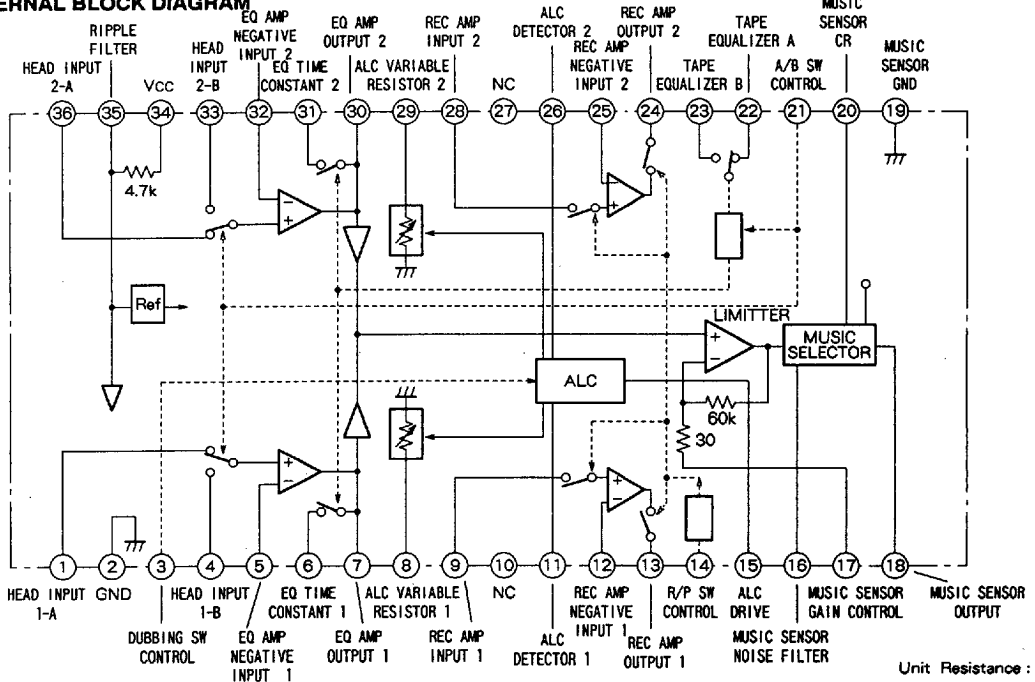 ERNAL BLOCK DIAGRAM
RIPPLE
FILTER
HEAD INPUT
2-A
VCC
HEAD
INPUT
2-B
EQ AMP
NEGATIVE
INPUT 2
EQ TIME
CONSTANT 2
EQ AMP
OUTPUT 2
ALC VARIABLE
RESISTOR 2
REC AMP
INPUT 2
NC
ALC
DETECTOR 2
REC AMP
NEGATIVE
INPUT 2
REC AMP
OUTPUT 2
TAPE
EQUALIZER B
TAPE
EQUALIZER A
A/B SW
CONTROL
MUSIC
SENSOR
CR
MUSIC
SENSOR
GND
36 35 34 33 32 31 30 29 28 27 26 25 24 23 22 21 20 19
4.7k
− +
+ −
− +
Ref
LIMITTER
+ −
MUSIC
SELECTOR
ALC
60k
30
+ −
1 2 3 4 5 6 7 8 9 10 11 12 13 14 15 16 17 18
HEAD INPUT
1-A
GND
DUBBING SW
CONTROL
HEAD INPUT
1-B
EQ AMP
NEGATIVE
INPUT 1
EQ TIME
CONSTANT 1
EQ AMP
OUTPUT 1
ALC VARIABLE
RESISTOR 1
REC AMP
INPUT 1
NC
ALC
DETECTOR 1
REC AMP
NEGATIVE
INPUT 1
REC AMP
OUTPUT 1
R/P SW
CONTROL
ALC
DRIVE
MUSIC SENSOR
NOISE FILTER
MUSIC SENSOR
GAIN CONTROL
MUSIC SENSOR
OUTPUT
Unit Resistance :